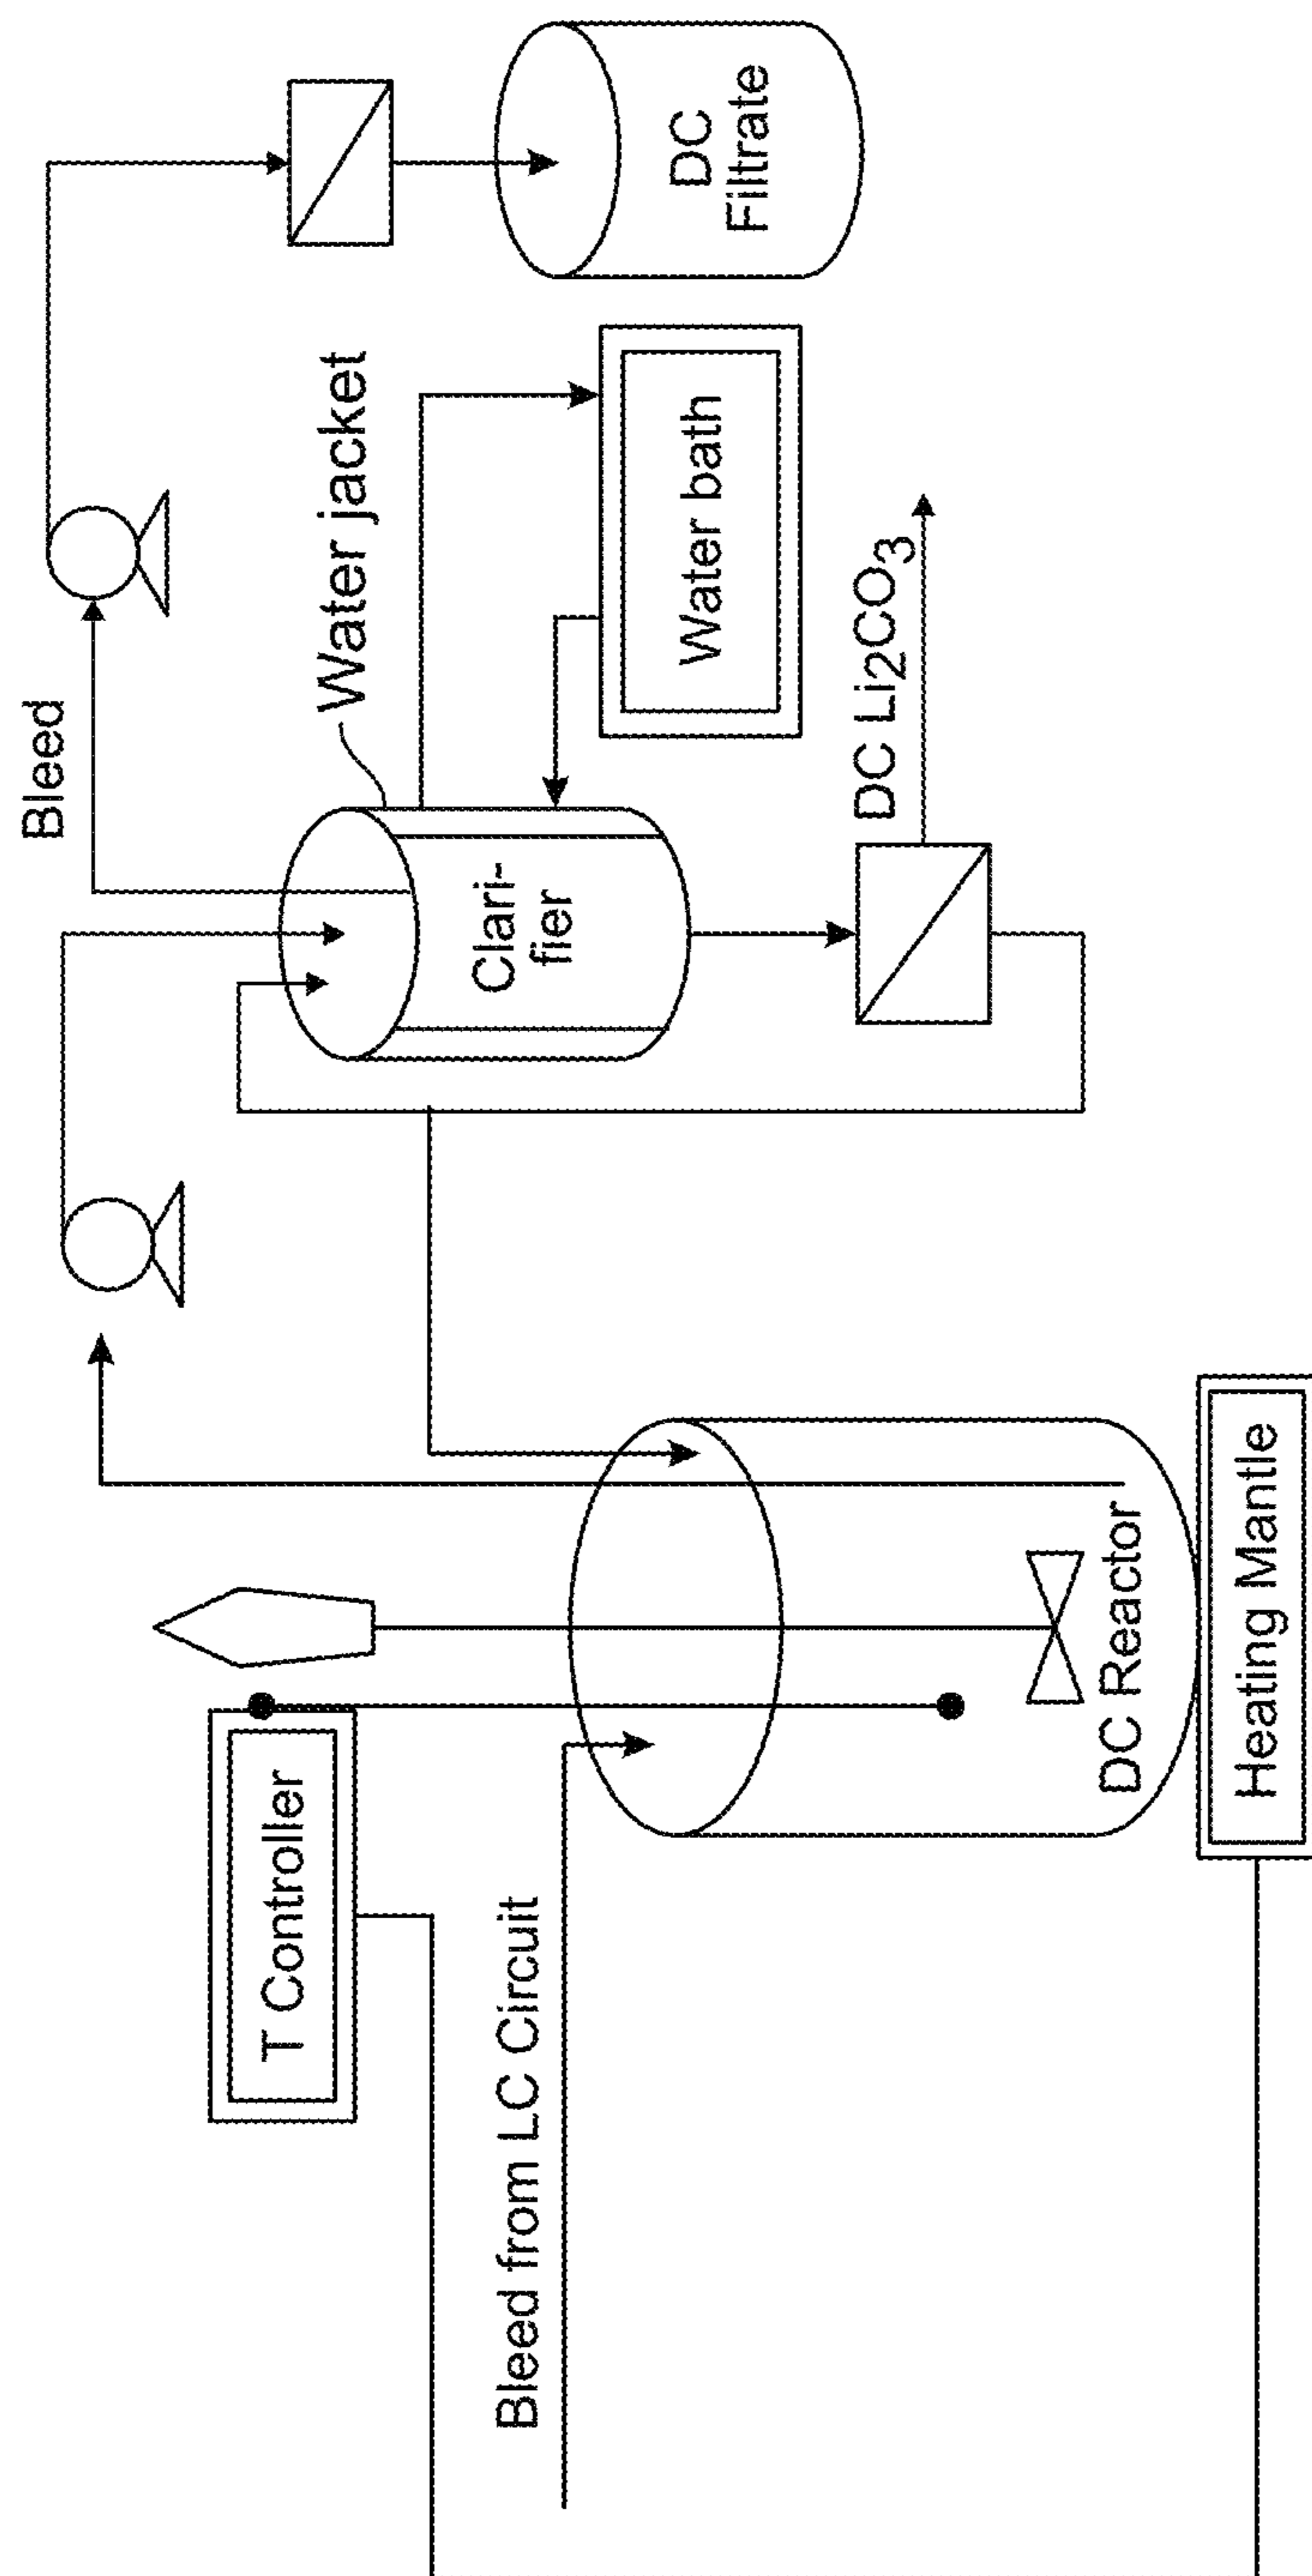 T Controller
Bleed from LC Circuit
DC Reactor
Heating Mantle
Bleed
Water jacket
Clari-
fier
Water bath
DC Li2CO3
DC
Filtrate